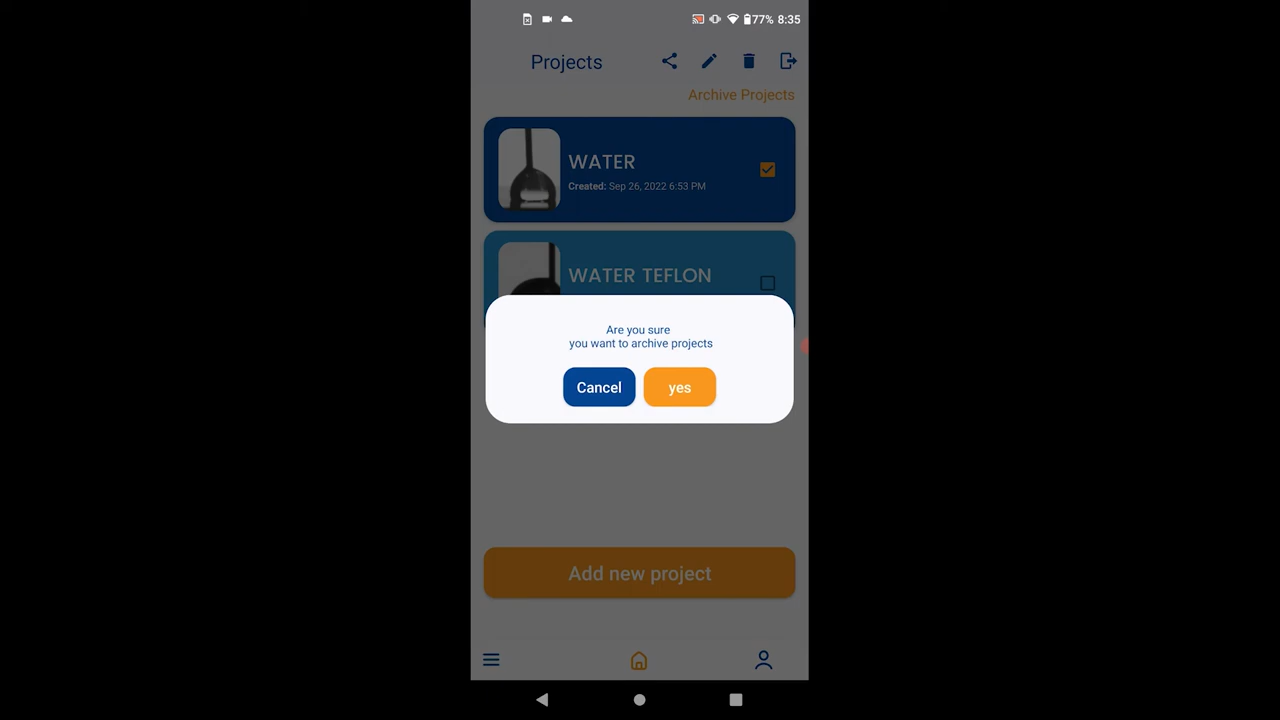 77% 8:35
Projects
Archive Projects
WATER
Created: Sep 26, 2022 6:53 PM
WATER TEFLON
Are you sure
you want to archive projects
Cancel yes
Add new project